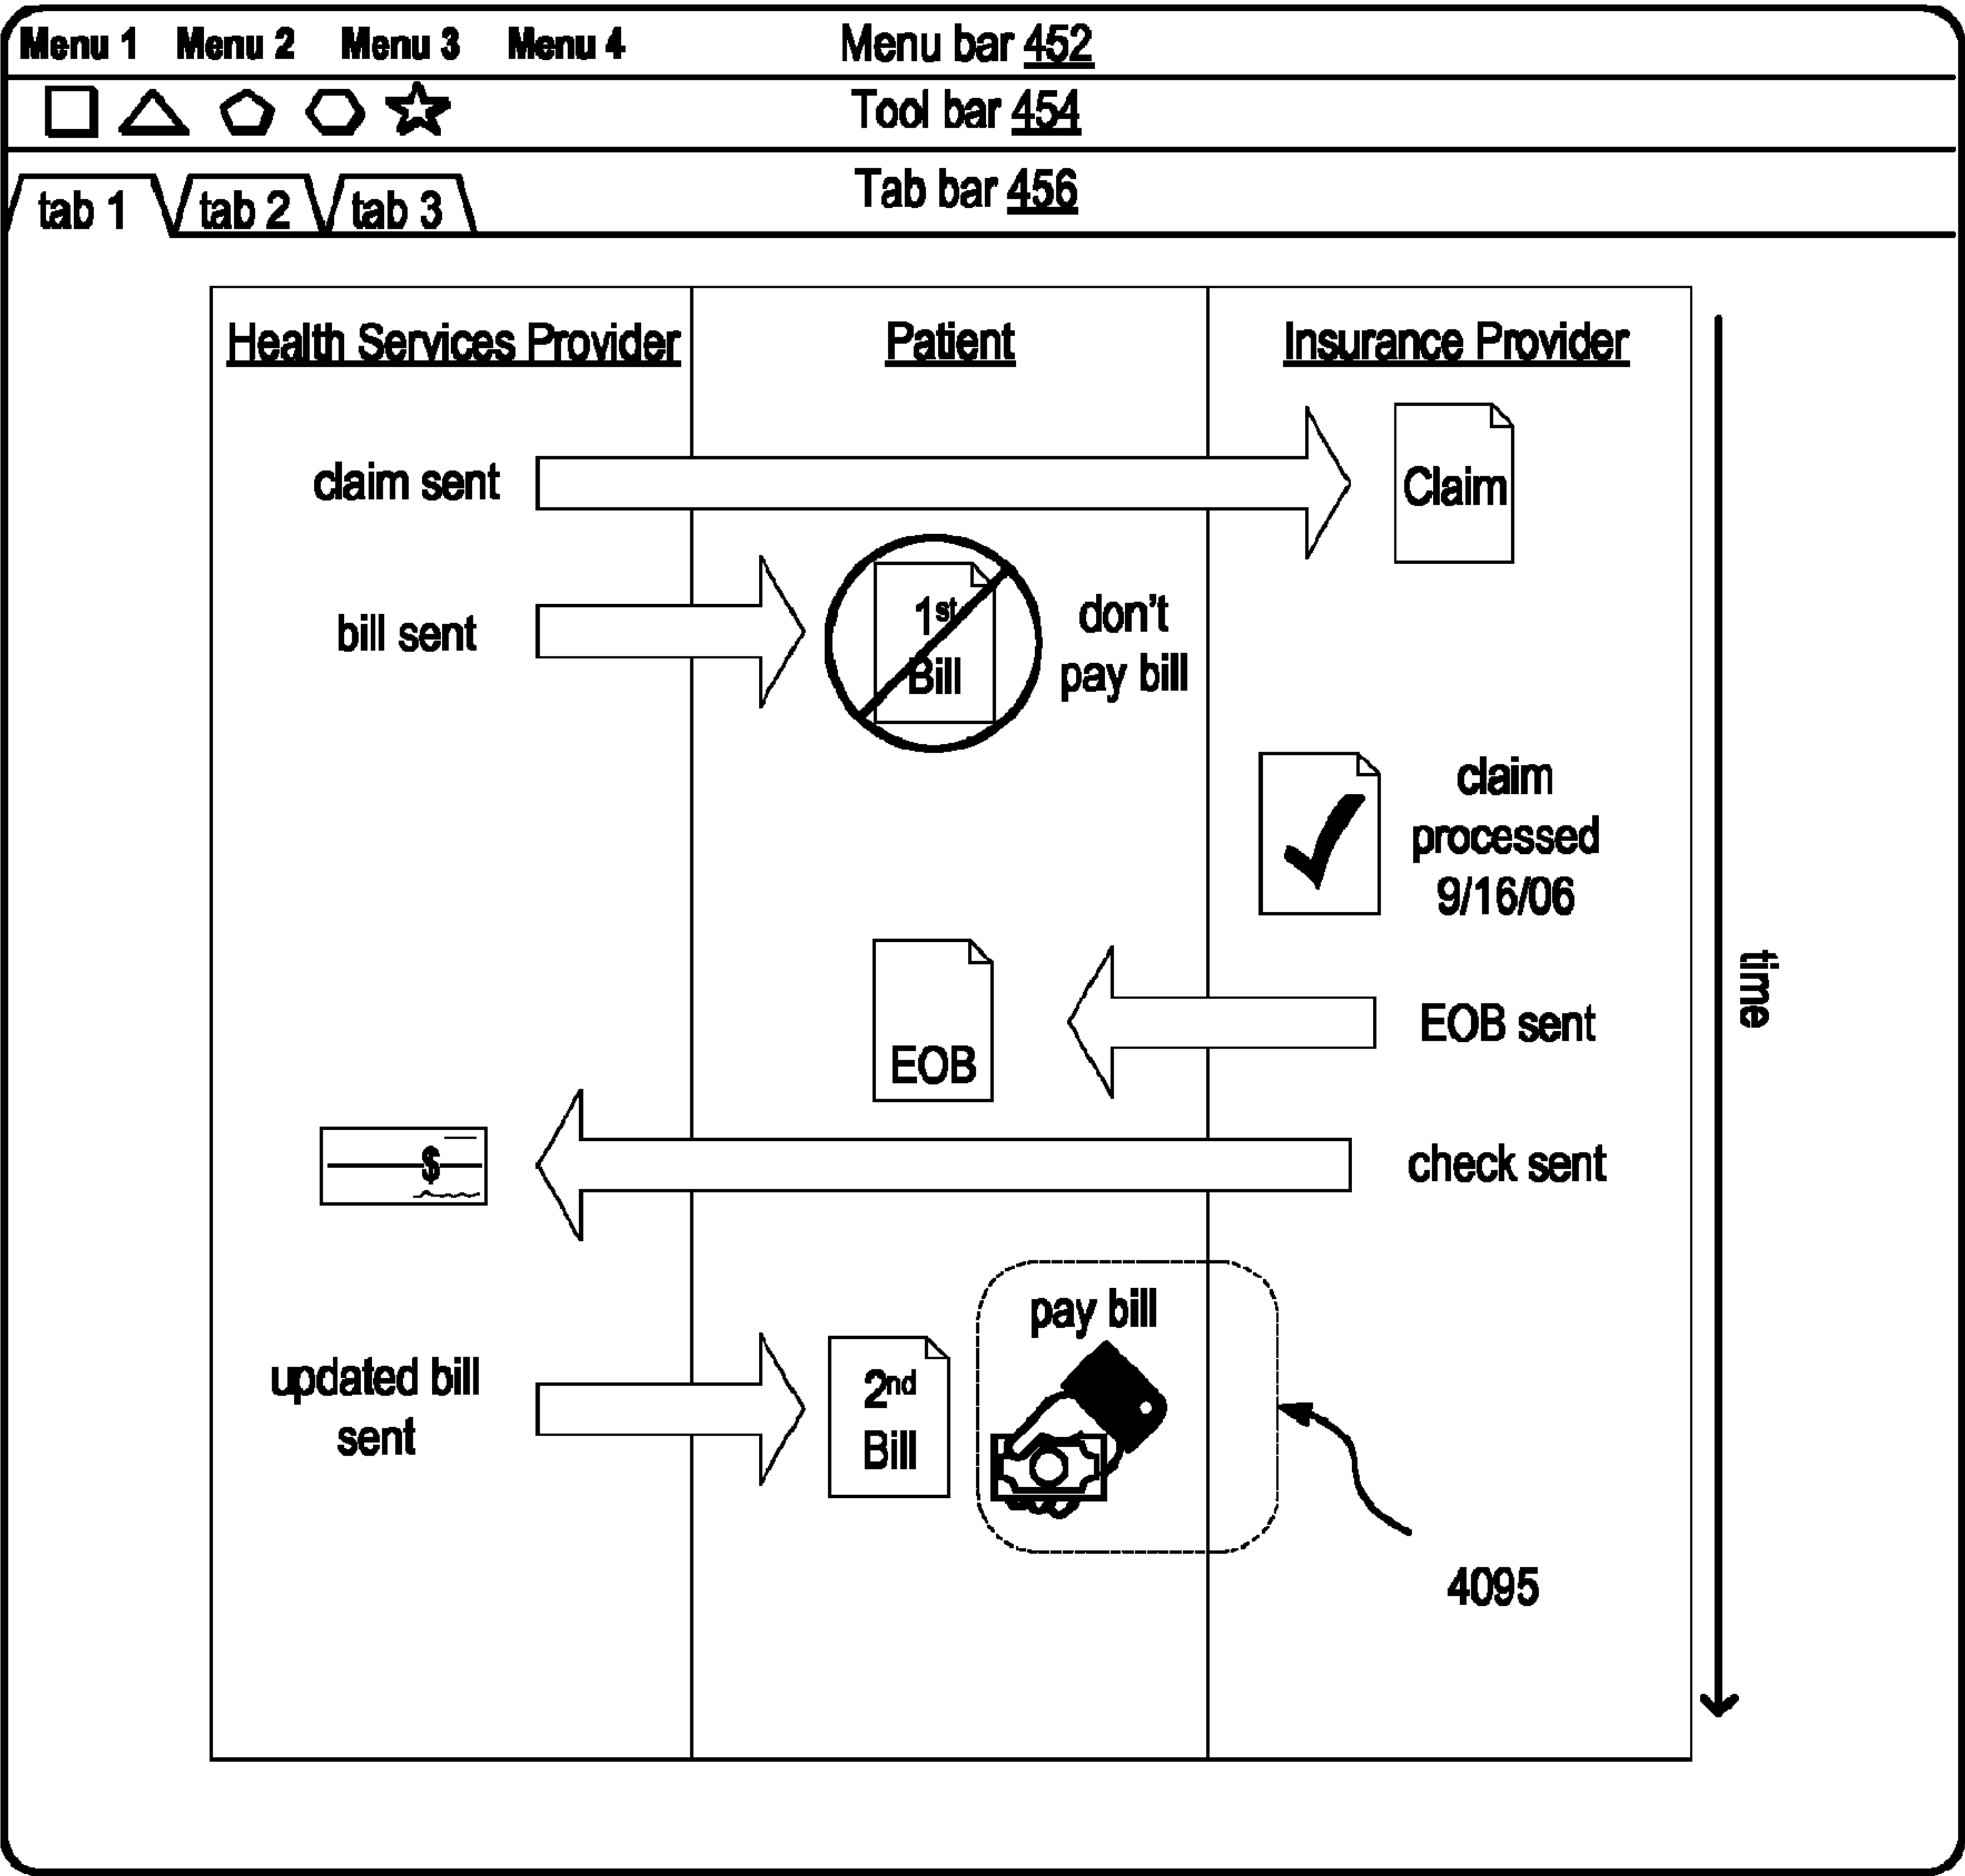 Menu 1 Menu 2 Menu 3 Menu 4 Menu bar 452
Tool bar 454
Tab bar 456
tab 1 tab 2 tab 3
Health Services Provider Patient Insurance Provider
claim sent
Claim
bill sent
1st
Bill
don't
pay bill
claim
processed
9/16/06
EOB
EOB sent
time
$
check sent
pay bill
updated bill
sent
2nd
Bill
4095